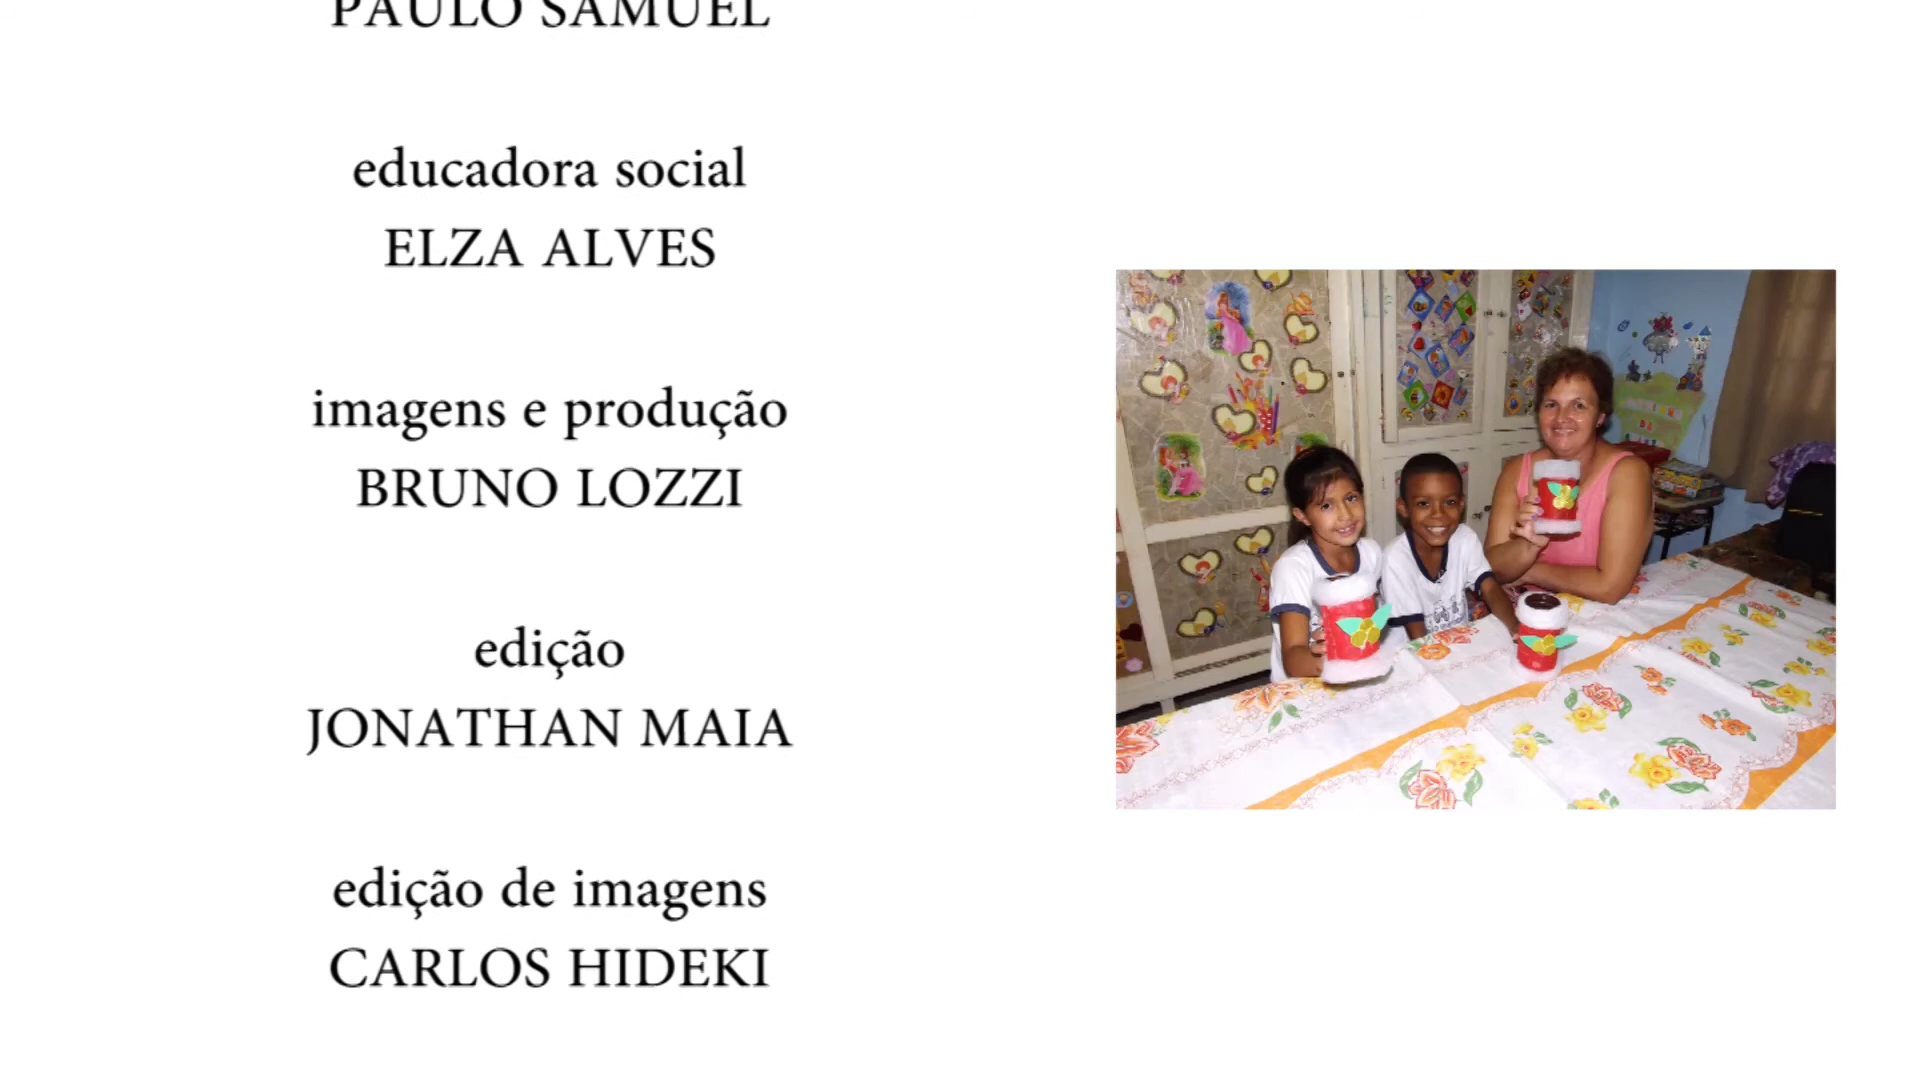 PAULO SAMUEL
educadora social
ELZA ALVES
imagens e produção
BRUNO LOZZI
edição
JONATHAN MAIA
edição de imagens
CARLOS HIDEKI